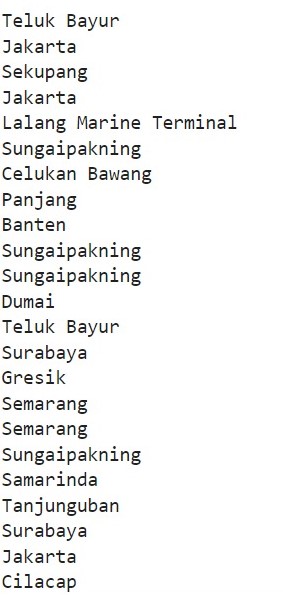 Teluk Bayur
Jakarta
Sekupang
Jakarta
Lalang Marine Terminal
Sungaipakning
Celukan Bawang
Panjang
Banten
Sungaipakning
Sungaipakning
Dumai
Teluk Bayur
Surabaya
Gresik
Semarang
Semarang
Sungaipakning
Samarinda
Tanjunguban
Surabaya
Jakarta
Cilacap